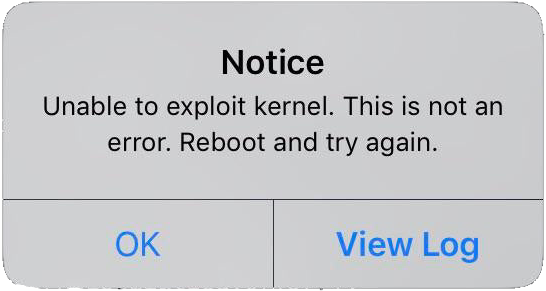 Notice
Unable to exploit kernel. This is not an
error. Reboot and try again.
OK
View Log